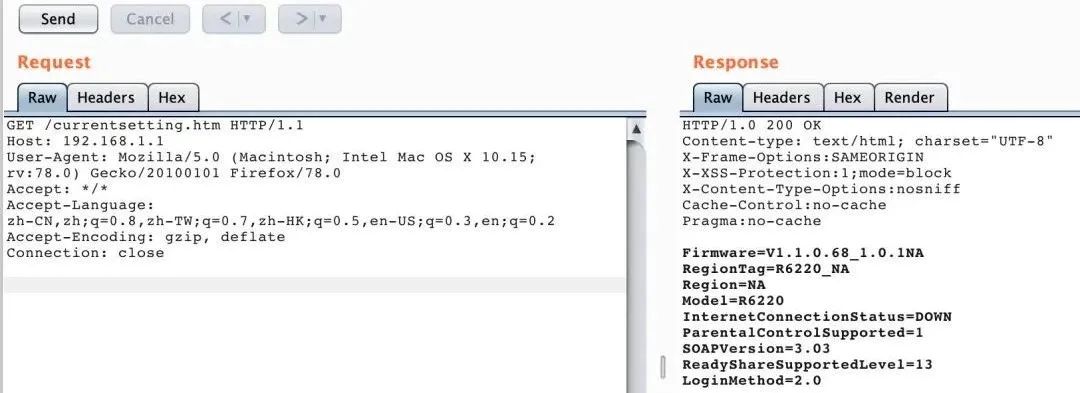 Send
Cancel
< | ▼
> | ▼
Request
Raw
Headers
Hex
GET /currentsetting.htm HTTP/1.1
Host: 192.168.1.1
User-Agent: Mozilla/5.0 (Macintosh; Intel Mac OS X 10.15;
rv:78.0) Gecko/20100101 Firefox/78.0
Accept: */*
Accept-Language:
zh-CN,zh;q=0.8,zh-TW;q=0.7,zh-HK;q=0.5,en-US;q=0.3,en;q=0.2
Accept-Encoding: gzip, deflate
Connection: close
Response
Raw
Headers
Hex
Render
HTTP/1.0 200 OK
Content-type: text/html; charset="UTF-8"
X-Frame-Options:SAMEORIGIN
X-XSS-Protection:1;mode=block
X-Content-Type-Options:nosniff
Cache-Control:no-cache
Pragma:no-cache
Firmware=V1.1.0.68_1.0.1NA
RegionTag=R6220_NA
Region=NA
Model=R6220
InternetConnectionStatus=DOWN
ParentalControlSupported=1
SOAPVersion=3.03
ReadyShareSupportedLevel=13
LoginMethod=2.0